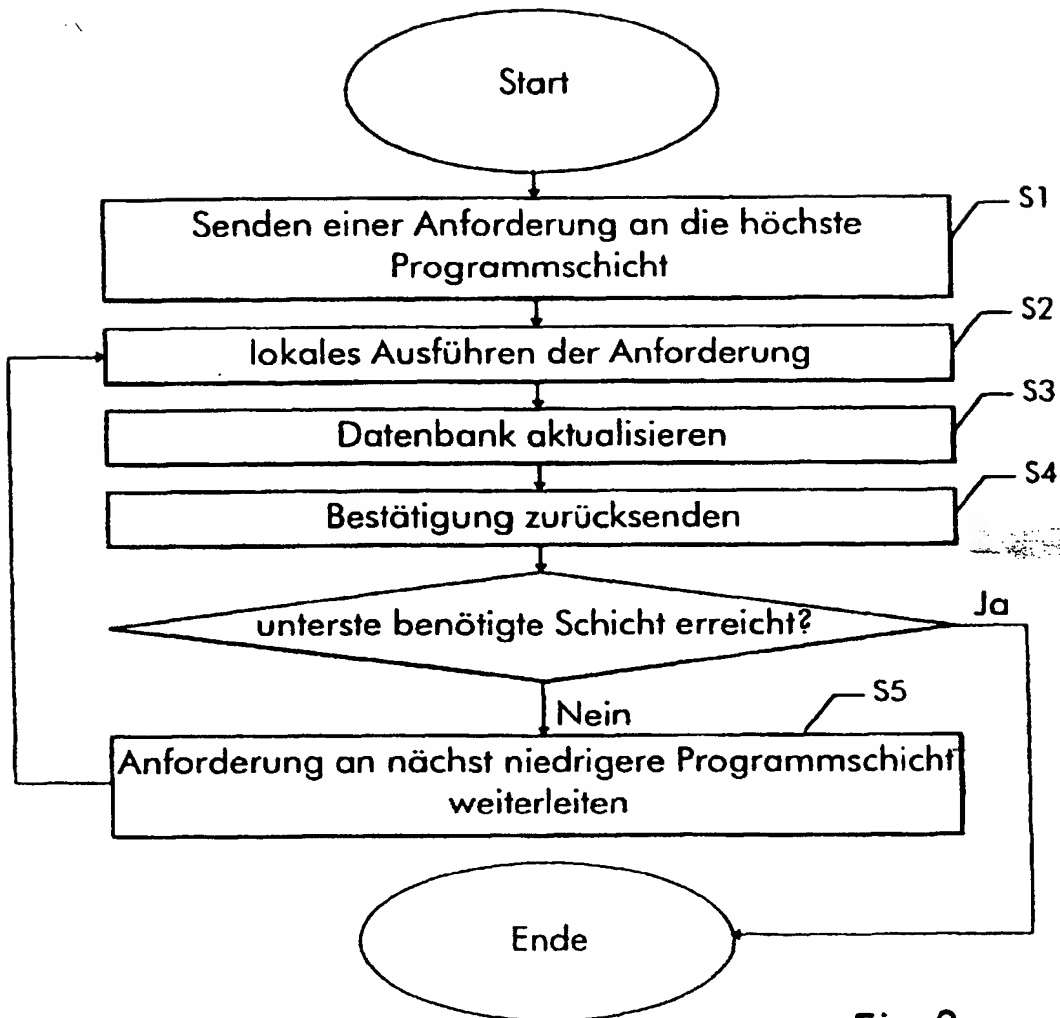 Start
Senden einer Anforderung an die höchste
Programmschicht
S1
lokales Ausführen der Anforderung
S2
Datenbank aktualisieren
S3
Bestätigung zurücksenden
S4
unterste benötigte Schicht erreicht?
Ja
Nein
S5
Anforderung an nächst niedrigere Programmschicht
weiterleiten
Ende